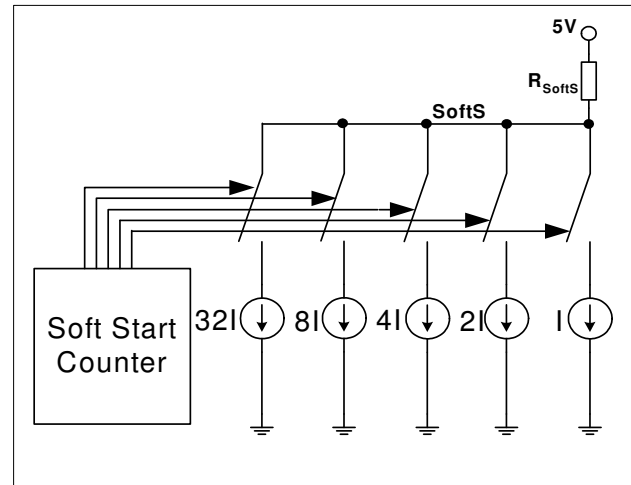 5V
RSoftS
SoftS
32I
8I
4I
2I
I
Soft Start
Counter